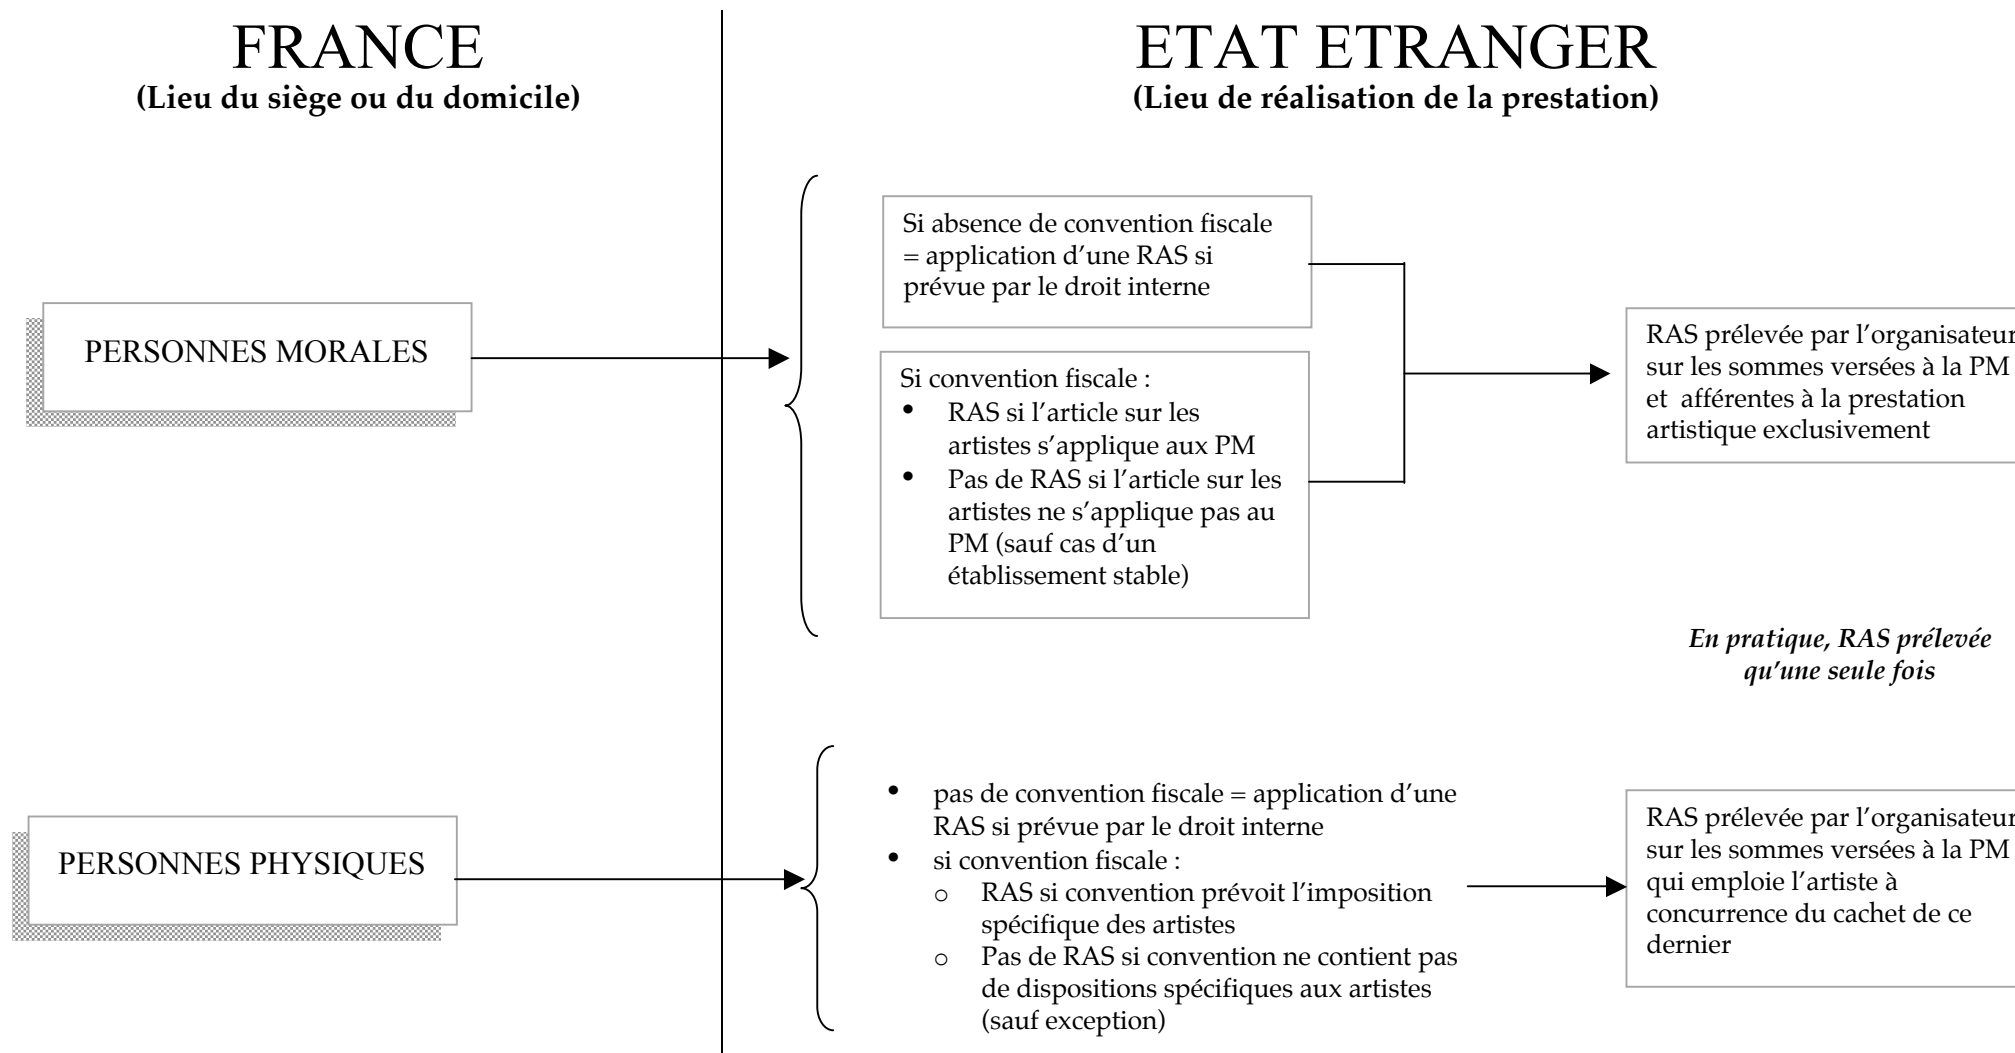 FRANCE
(Lieu du siège ou du domicile)
ETAT ETRANGER
(Lieu de réalisation de la prestation)
PERSONNES MORALES
Si absence de convention fiscale
= application d’une RAS si
prévue par le droit interne
Si convention fiscale :
• RAS si l’article sur les
artistes s’applique aux PM
• Pas de RAS si l’article sur les
artistes ne s’applique pas au
PM (sauf cas d’un
établissement stable)
RAS prélevée par l’organisateur
sur les sommes versées à la PM
et afférentes à la prestation
artistique exclusivement
En pratique, RAS prélevée
qu’une seule fois
PERSONNES PHYSIQUES
• pas de convention fiscale = application d’une
RAS si prévue par le droit interne
• si convention fiscale :
o RAS si convention prévoit l’imposition
spécifique des artistes
o Pas de RAS si convention ne contient pas
de dispositions spécifiques aux artistes
(sauf exception)
RAS prélevée par l’organisateur
sur les sommes versées à la PM
qui emploie l’artiste à
concurrence du cachet de ce
dernier